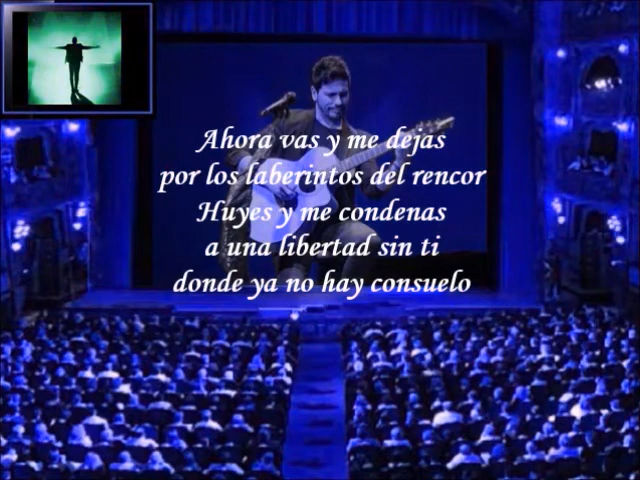 Ahora vas y me dejas
por los laberintos del rencor
Huyes y me condenas
a una libertad sin ti
donde ya no hay consuelo